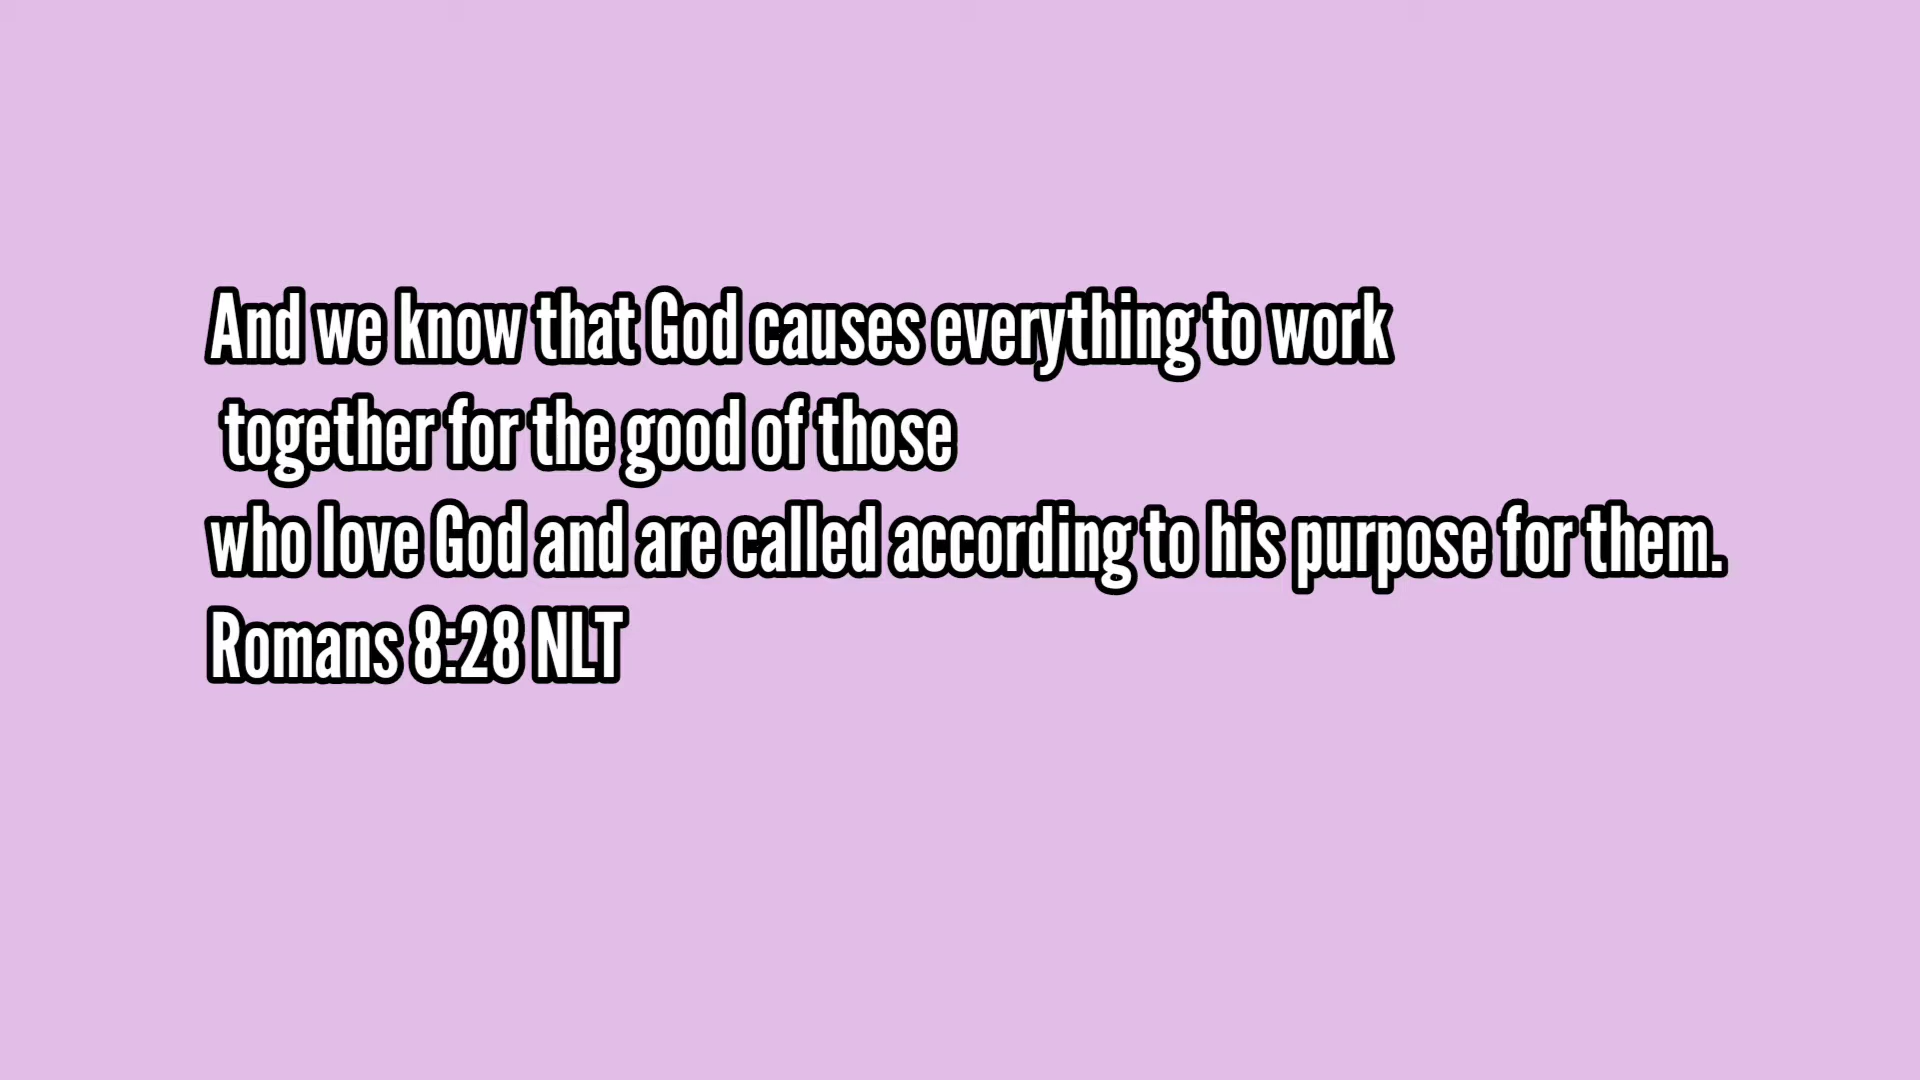 And we know that God causes everything to work
together for the good of those
who love God and are called according to his purpose for them.
Romans 8:28 NLT